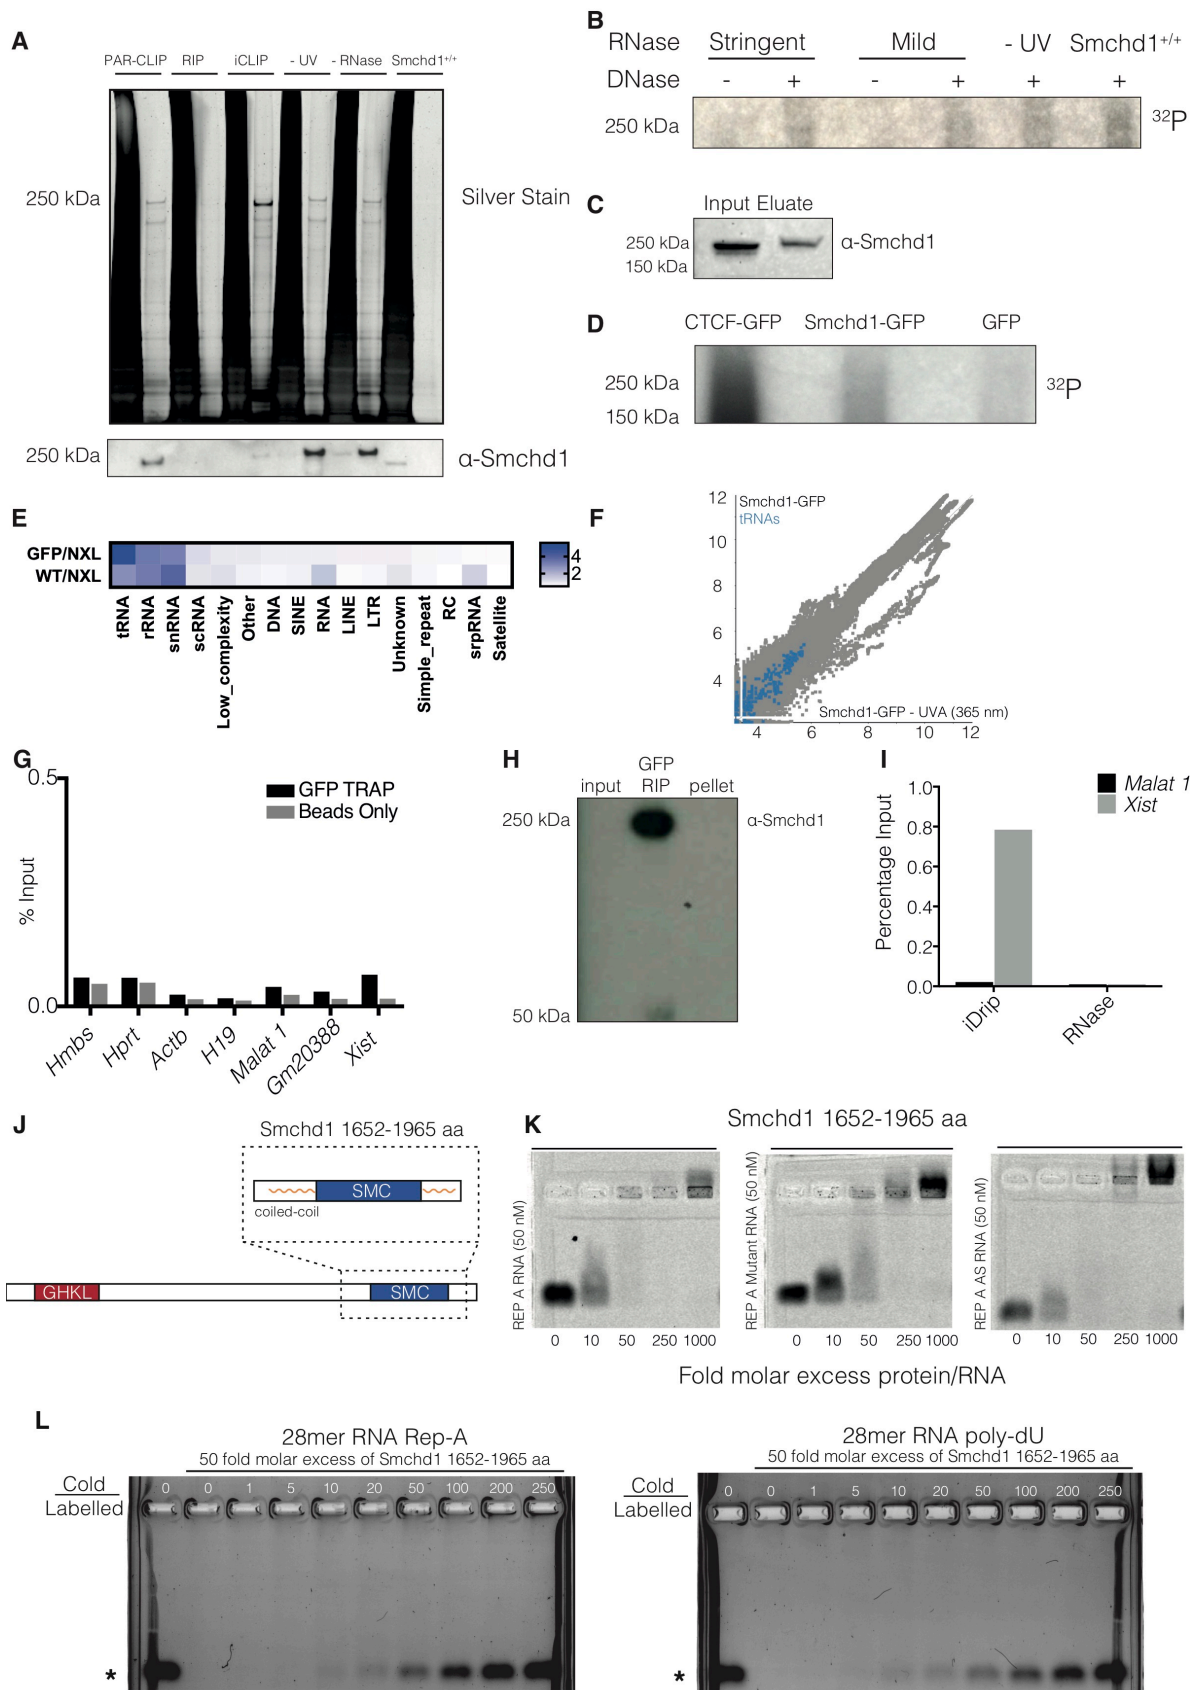 A
PAR-CLIP RIP iCLIP - UV - RNase Smchd1+/+
250 kDa
Silver Stain
250 kDa
α-Smchd1
B
RNase Stringent Mild - UV Smchd1+/+
DNase - + - + + +
250 kDa
32P
C
Input Eluate
250 kDa
150 kDa
α-Smchd1
D
CTCF-GFP Smchd1-GFP GFP
250 kDa
150 kDa
32P
E
GFP/NXL
WT/NXL
4
2
tRNA
rRNA
snRNA
scRNA
Low_complexity
Other
DNA
SINE
RNA
LINE
LTR
Unknown
Simple_repeat
RC
srpRNA
Satellite
F
12
10
8
6
4
Smchd1-GFP
tRNAs
Smchd1-GFP - UVA (365 nm)
4 6 8 10 12
G
0.5
0.0
% Input
GFP TRAP
Beads Only
Hmbs
Hprt
Actb
H19
Malat 1
Gm20388
Xist
H
GFP
input RIP pellet
250 kDa
α-Smchd1
50 kDa
I
Percentage Input
1.0
0.8
0.6
0.4
0.2
0.0
Malat 1
Xist
iDrip
RNase
J
Smchd1 1652-1965 aa
SMC
coiled-coil
GHKL
SMC
K
Smchd1 1652-1965 aa
REP A RNA (50 nM)
0 10 50 250 1000
REP A Mutant RNA (50 nM)
0 10 50 250 1000
REP A AS RNA (50 nM)
0 10 50 250 1000
Fold molar excess protein/RNA
L
28mer RNA Rep-A
50 fold molar excess of Smchd1 1652-1965 aa
Cold
Labelled
0 0 1 5 10 20 50 100 200 250
*
28mer RNA poly-dU
50 fold molar excess of Smchd1 1652-1965 aa
Cold
Labelled
0 0 1 5 10 20 50 100 200 250
*